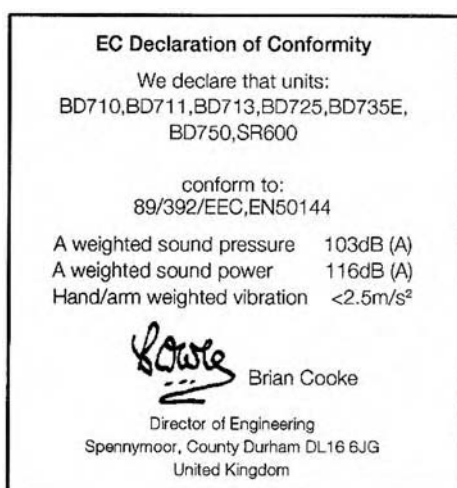 EC Declaration of Conformity
We declare that units:
BD710,BD711,BD713,BD725,BD735E,
BD750,SR600
conform to:
89/392/EEC,EN50144
A weighted sound pressure 103dB (A)
A weighted sound power 116dB (A)
Hand/arm weighted vibration <2.5m/s²
Brian Cooke
Director of Engineering
Spennymoor, County Durham DL16 6JG
United Kingdom